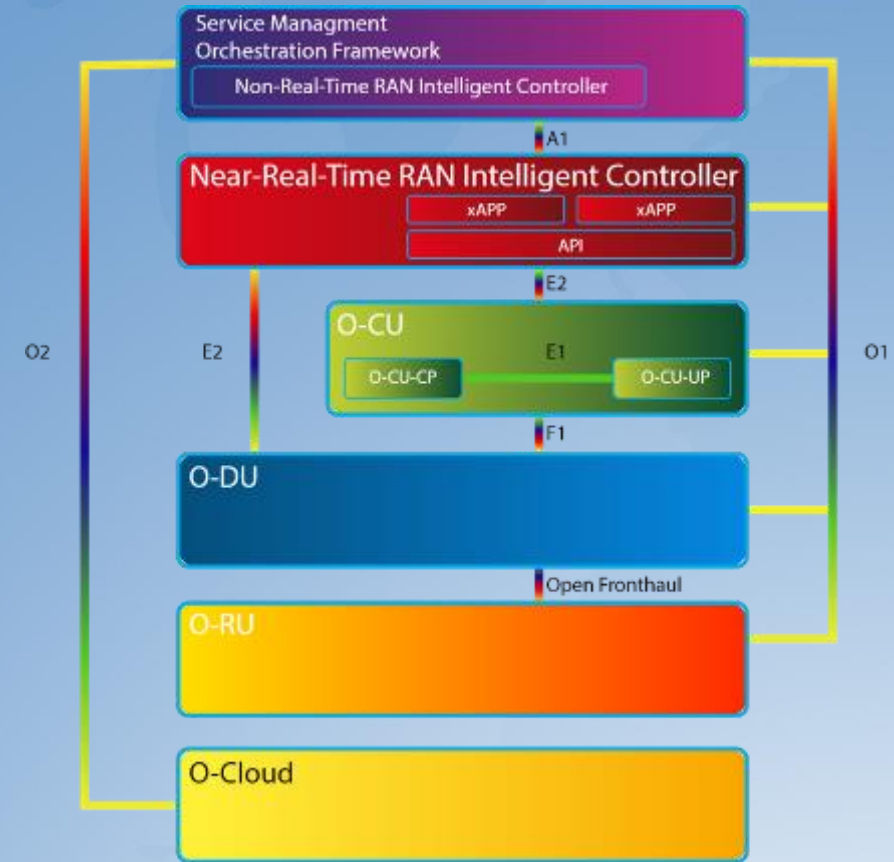 Service Managment
Orchestration Framework
Non-Real-Time RAN Intelligent Controller
A1
Near-Real-Time RAN Intelligent Controller
xAPP
xAPP
API
E2
O-CU
O2
E2
E1
O1
O-CU-CP
O-CU-UP
F1
O-DU
Open Fronthaul
O-RU
O-Cloud